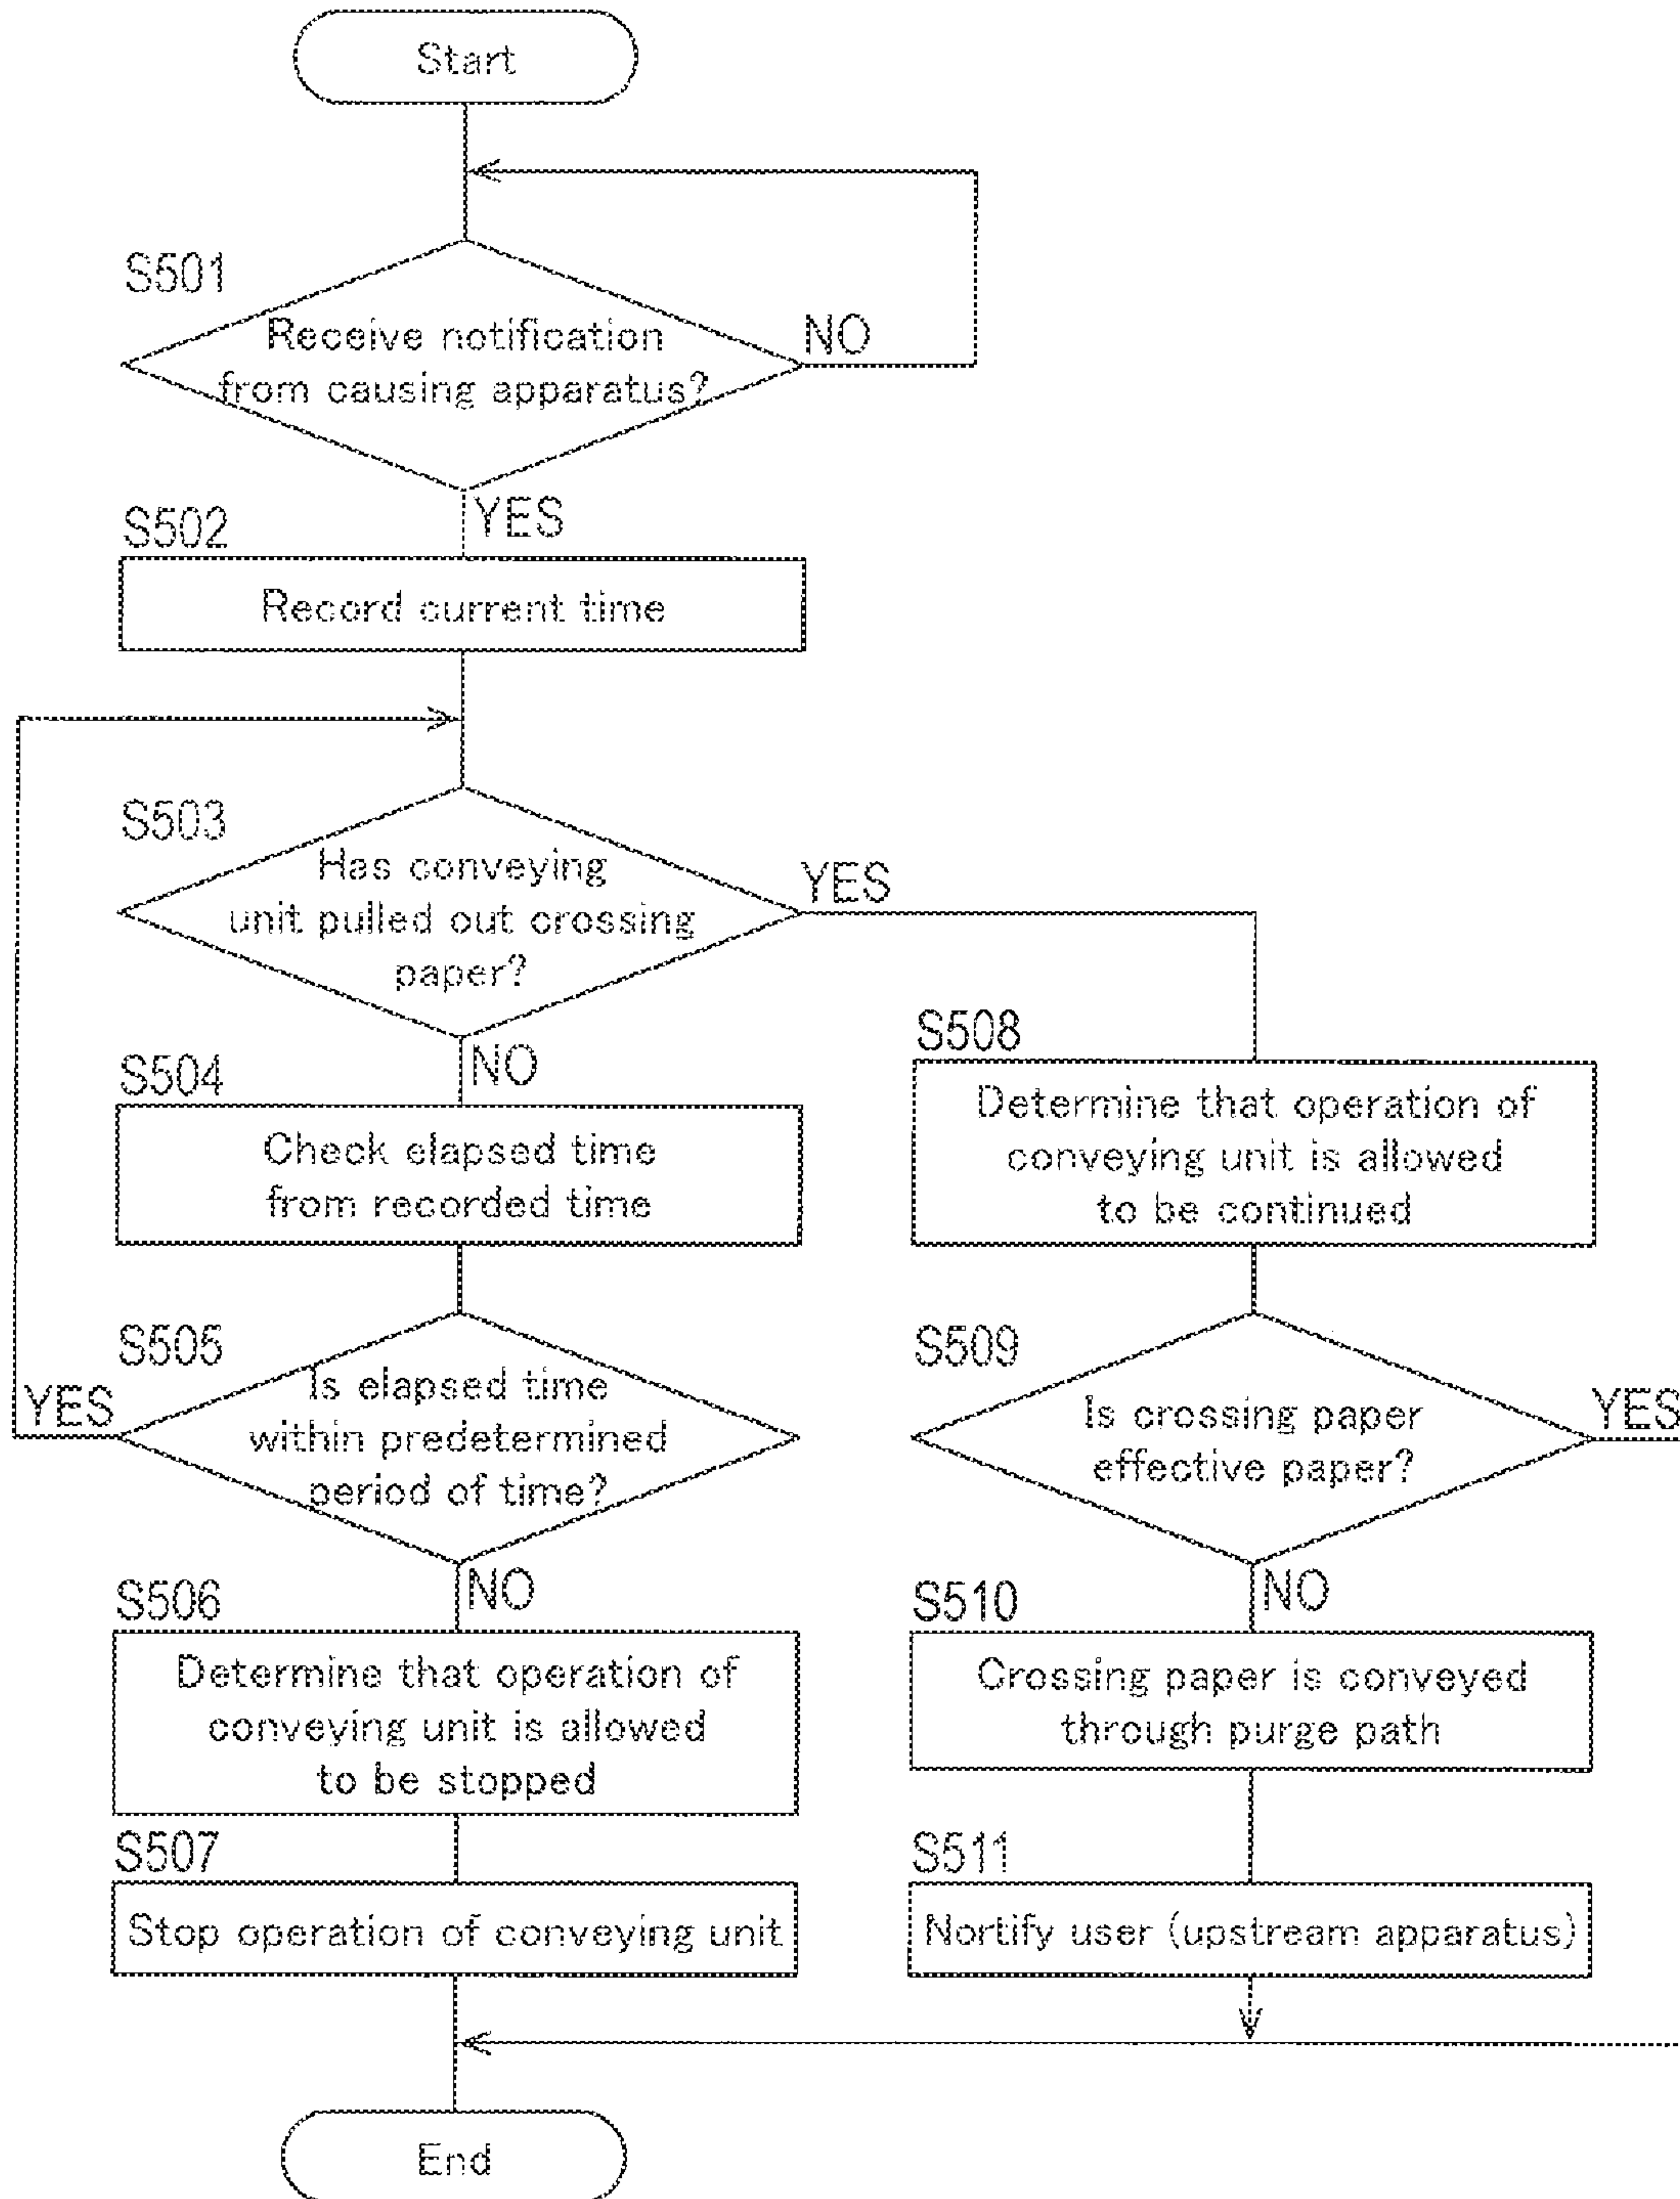 Start
S501
Receive notification
from causing apparatus?
NO
YES
S502
Record current time
S503
Has conveying
unit pulled out crossing
paper?
YES
NO
S504
Check elapsed time
from recorded time
S505
Is elapsed time
within predetermined
period of time?
YES
NO
S506
Determine that operation of
conveying unit is allowed
to be stopped
S507
Stop operation of conveying unit
S508
Determine that operation of
conveying unit is allowed
to be continued
S509
Is crossing paper
effective paper?
YES
NO
S510
Crossing paper is conveyed
through purge path
S511
Nortify user (upstream apparatus)
End